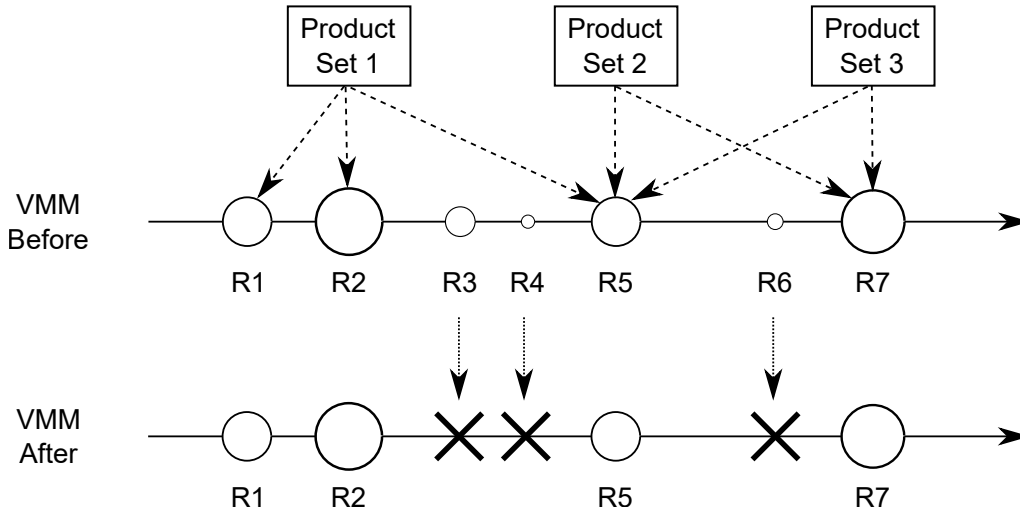 Product
Set 1
Product
Set 2
Product
Set 3
VMM
Before
R1 R2 R3 R4 R5 R6 R7
VMM
After
R1 R2 R5 R7